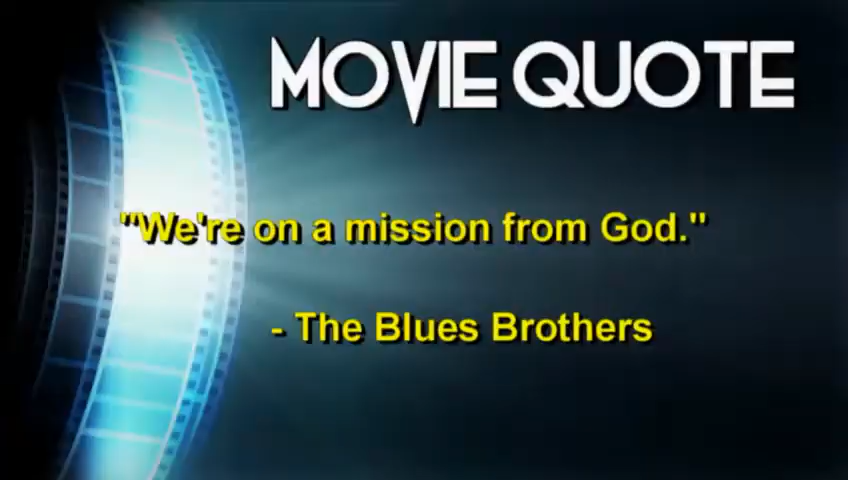 MOVIE QUOTE
"We're on a mission from God."
- The Blues Brothers